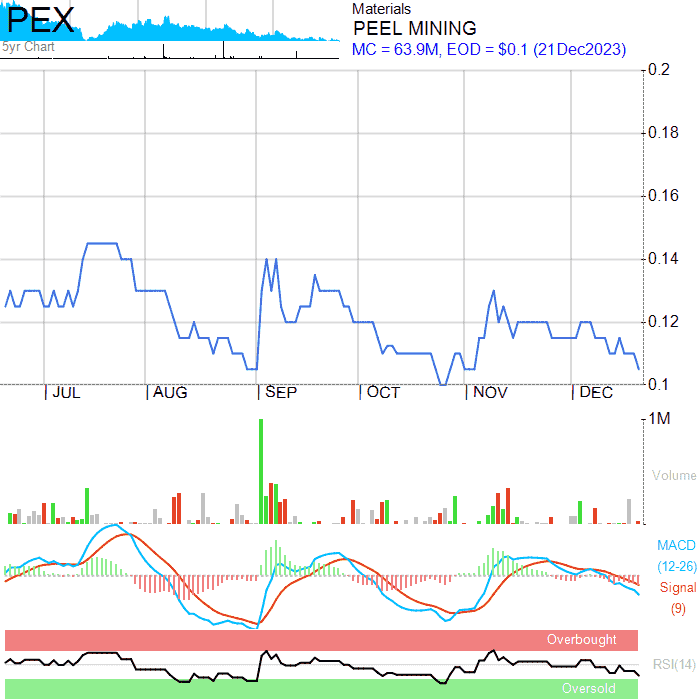 PEX
5yr Chart
Materials
PEEL MINING
MC = 63.9M, EOD = $0.1 (21Dec2023)
0.2
0.18
0.16
0.14
0.12
0.1
JUL AUG SEP OCT NOV DEC
1M
Volume
MACD
(12-26)
Signal
(9)
Overbought
RSI(14)
Oversold